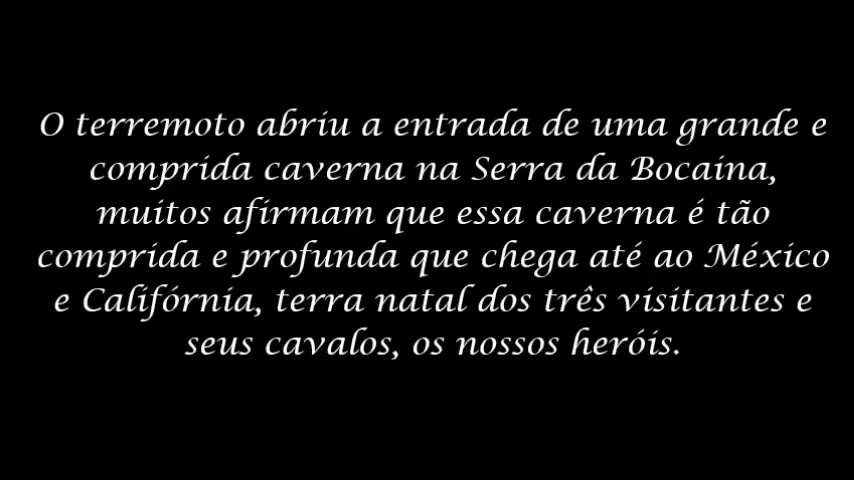 O terremoto abriu a entrada de uma grande e
comprida caverna na Serra da Bocaina,
muitos afirmam que essa caverna é tão
comprida e profunda que chega até ao México
e Califórnia, terra natal dos três visitantes e
seus cavalos, os nossos heróis.